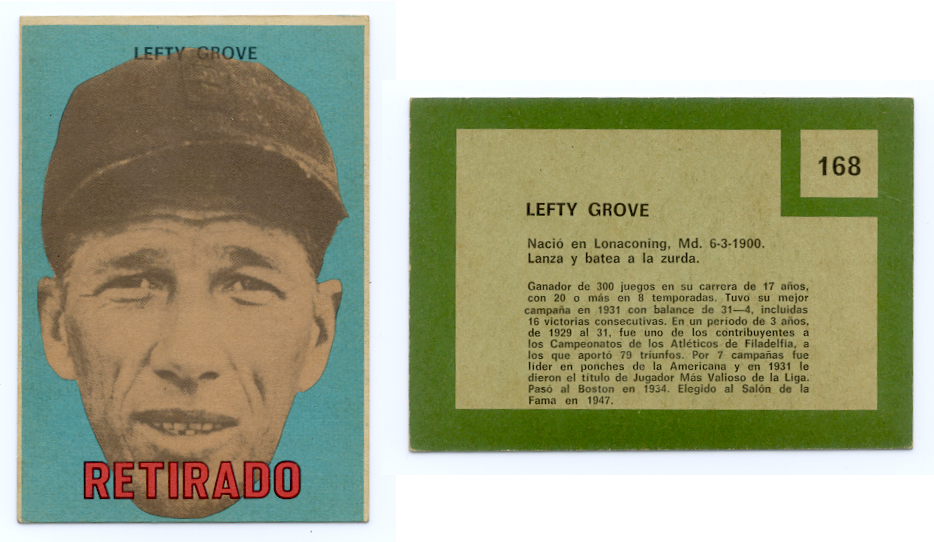 LEFTY GROVE
RETIRADO
168
LEFTY GROVE
Nació en Lonaconing, Md. 6-3-1900.
Lanza y batea a la zurda.
Ganador de 300 juegos en su carrera de 17 años,
con 20 o más en 8 temporadas. Tuvo su mejor
campaña en 1931 con balance de 31—4, incluidas
16 victorias consecutivas. En un período de 3 años,
de 1929 al 31, fue uno de los contribuyentes a
los Campeonatos de los Atléticos de Filadelfia, a
los que aportó 79 triunfos. Por 7 campañas fue
líder en ponches de la Americana y en 1931 le
dieron el título de Jugador Más Valioso de la Liga.
Pasó al Boston en 1934. Elegido al Salón de la
Fama en 1947.